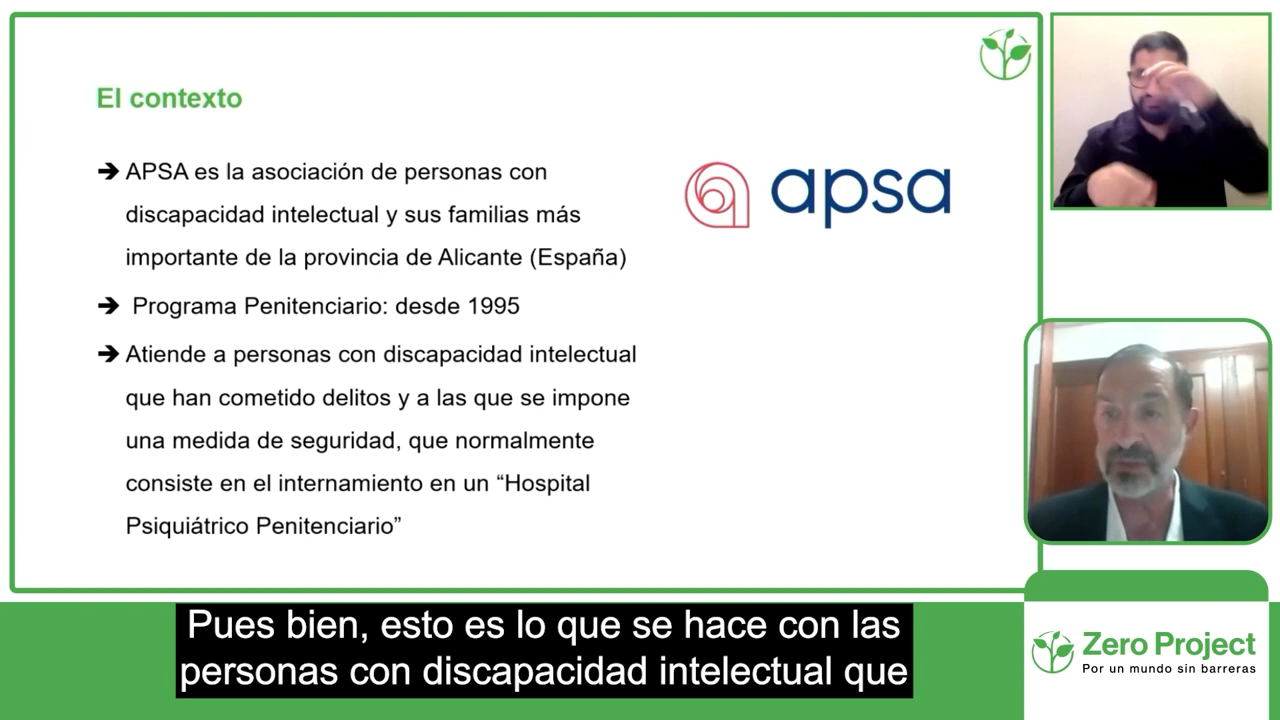 El contexto
➔ APSA es la asociación de personas con
discapacidad intelectual y sus familias más
importante de la provincia de Alicante (España)
➔ Programa Penitenciario: desde 1995
➔ Atiende a personas con discapacidad intelectual
que han cometido delitos y a las que se impone
una medida de seguridad, que normalmente
consiste en el internamiento en un “Hospital
Psiquiátrico Penitenciario”
apsa
Pues bien, esto es lo que se hace con las
personas con discapacidad intelectual que
Zero Project
Por un mundo sin barreras